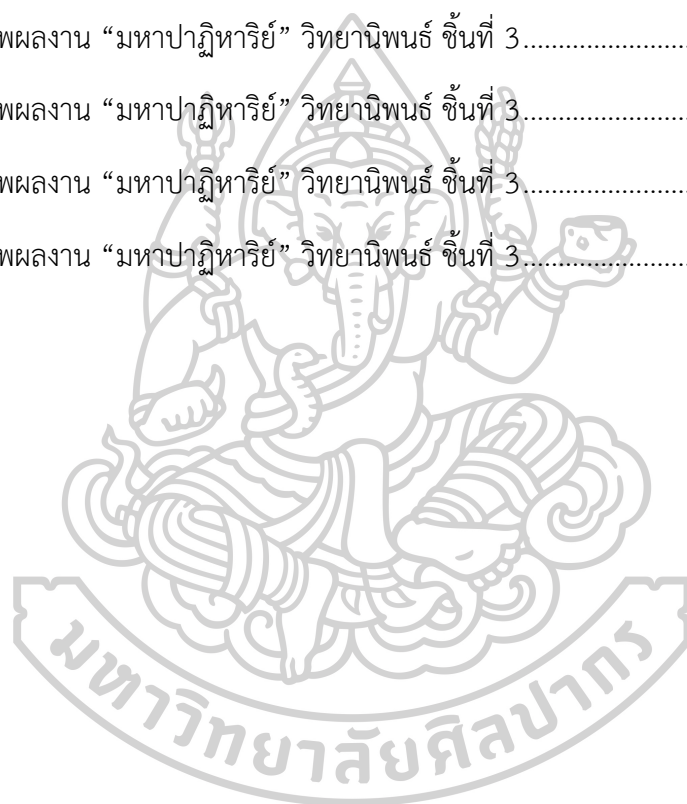 พผลงาน “มหาปาฏิหาริย์” วิทยานิพนธ์ ชิ้นที่ 3........................
พผลงาน “มหาปาฏิหาริย์” วิทยานิพนธ์ ชิ้นที่ 3........................
พผลงาน “มหาปาฏิหาริย์” วิทยานิพนธ์ ชิ้นที่ 3........................
พผลงาน “มหาปาฏิหาริย์” วิทยานิพนธ์ ชิ้นที่ 3........................
มหาวิทยาลัยศิลปากร